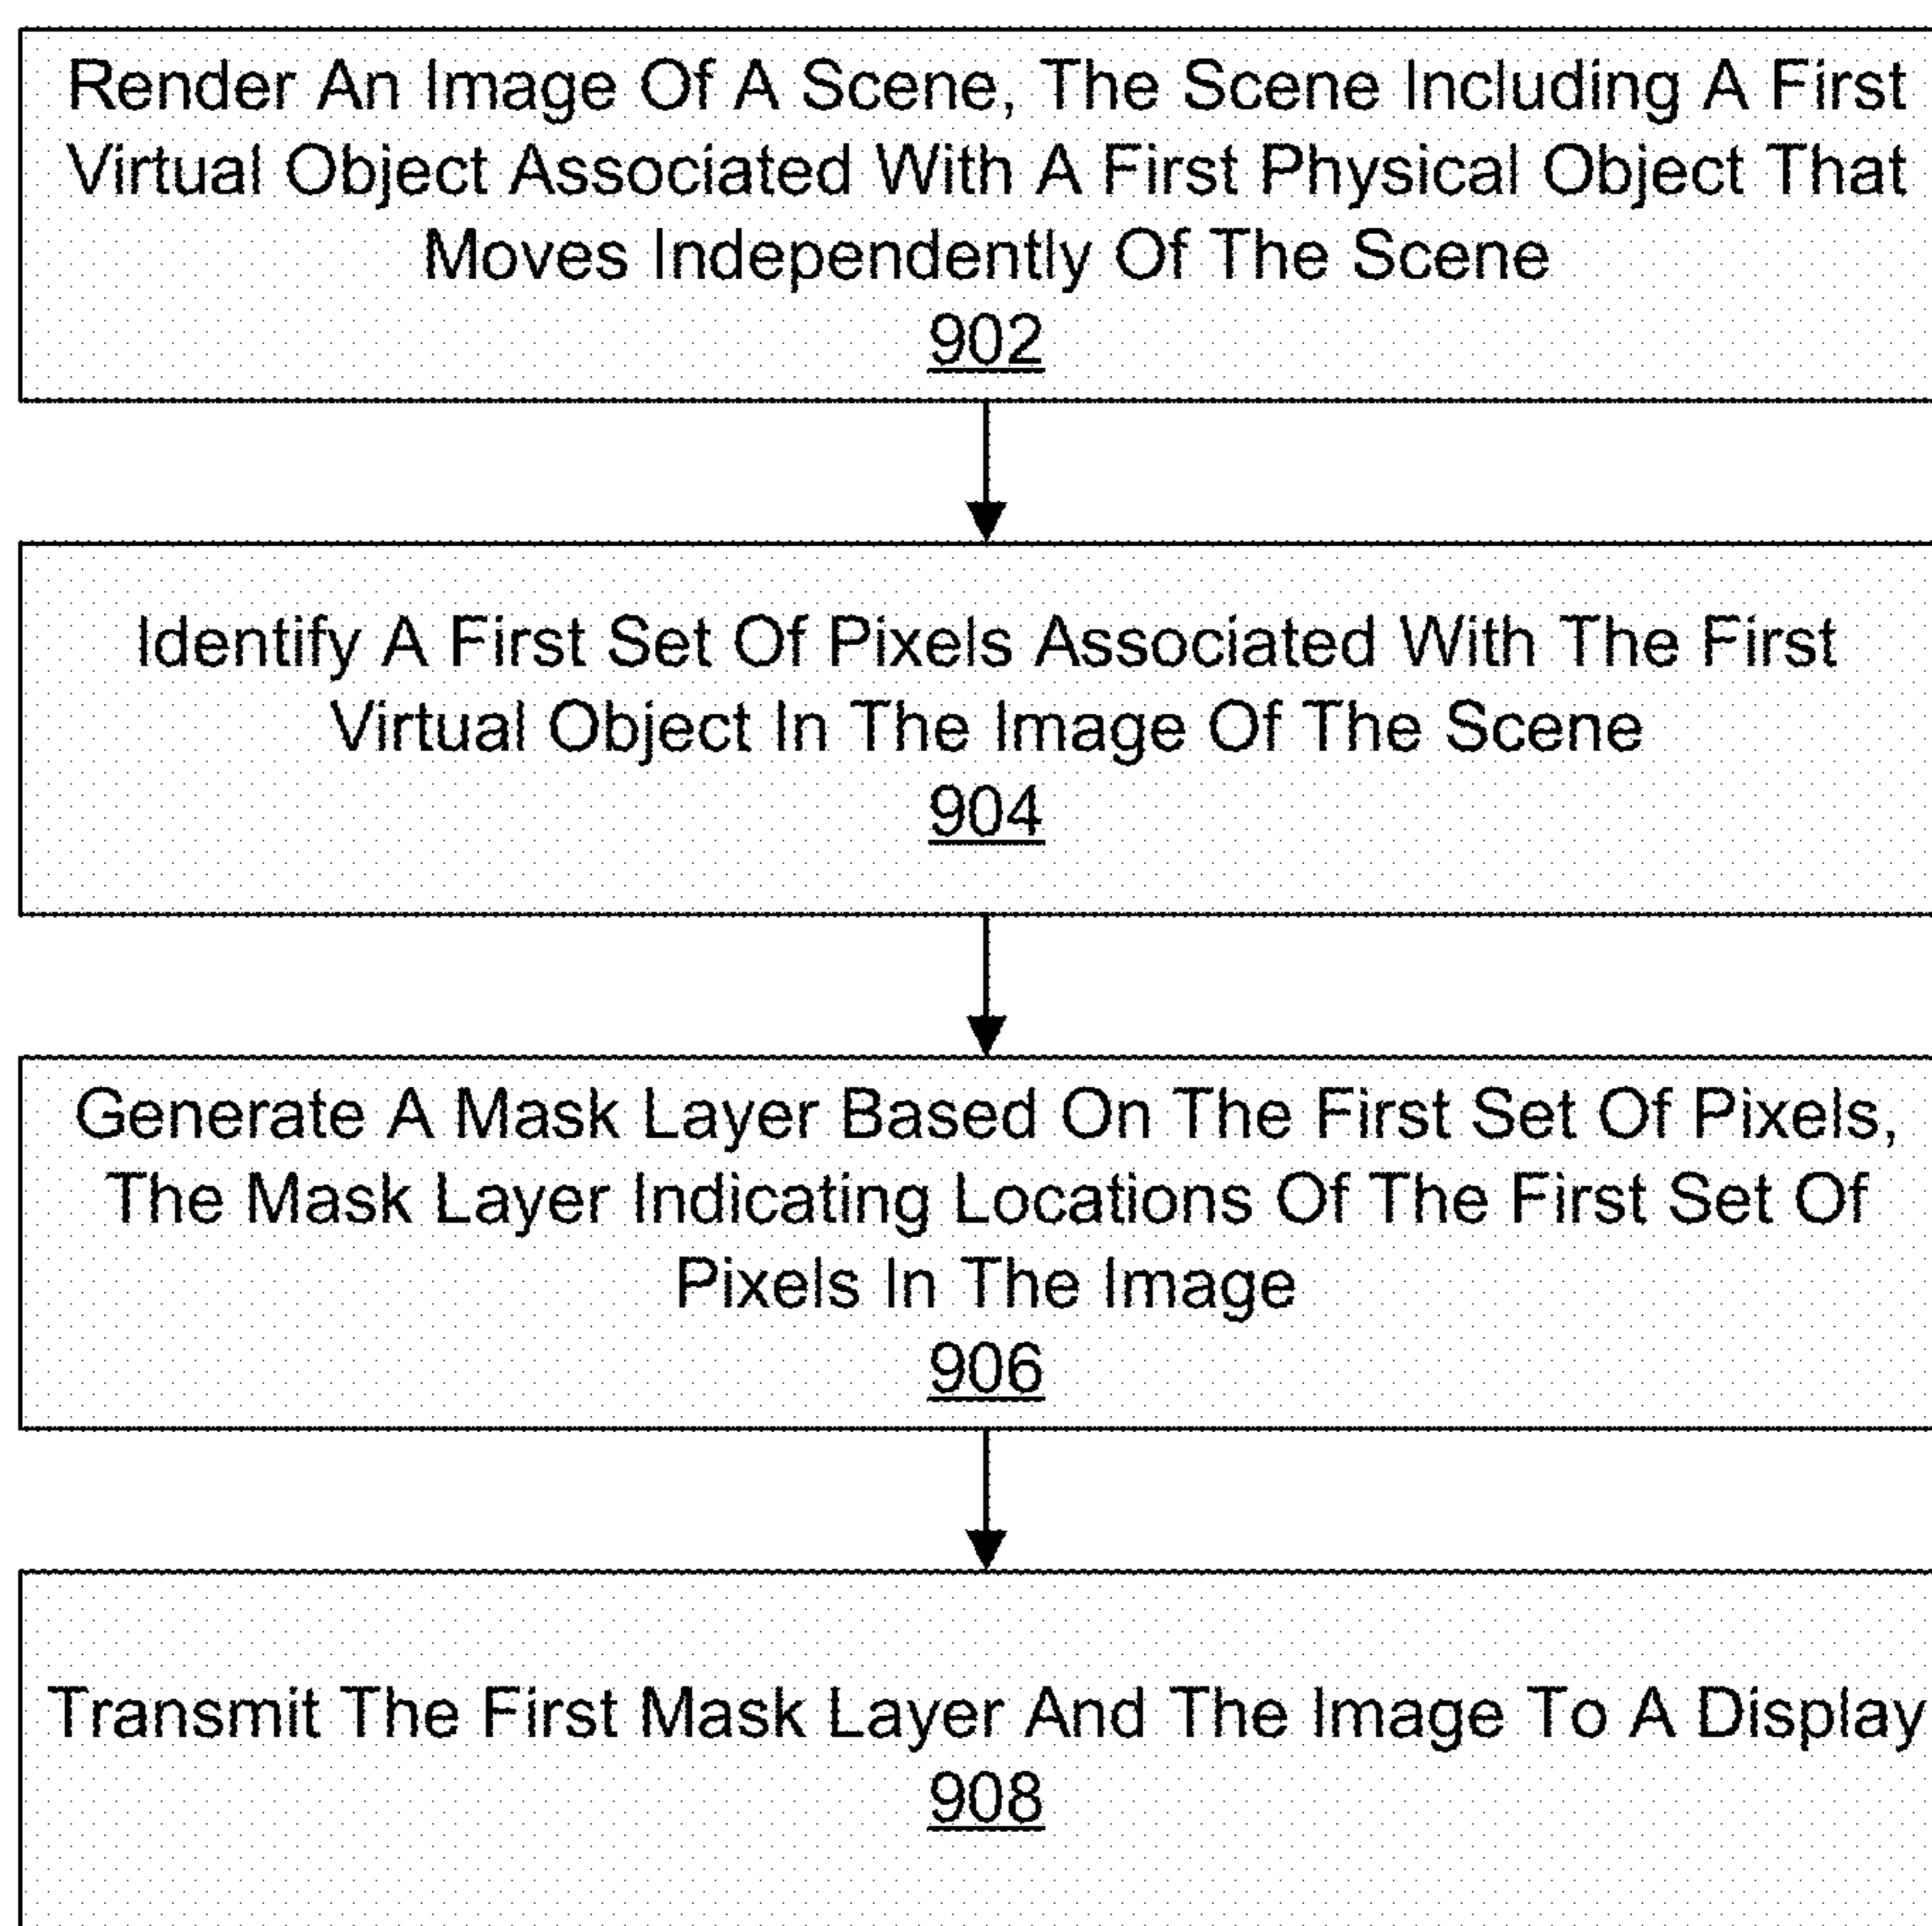 Render An Image Of A Scene, The Scene Including A First
Virtual Object Associated With A First Physical Object That
Moves Independently Of The Scene
902
Identify A First Set Of Pixels Associated With The First
Virtual Object In The Image Of The Scene
904
Generate A Mask Layer Based On The First Set Of Pixels,
The Mask Layer Indicating Locations Of The First Set Of
Pixels In The Image
906
Transmit The First Mask Layer And The Image To A Display
908